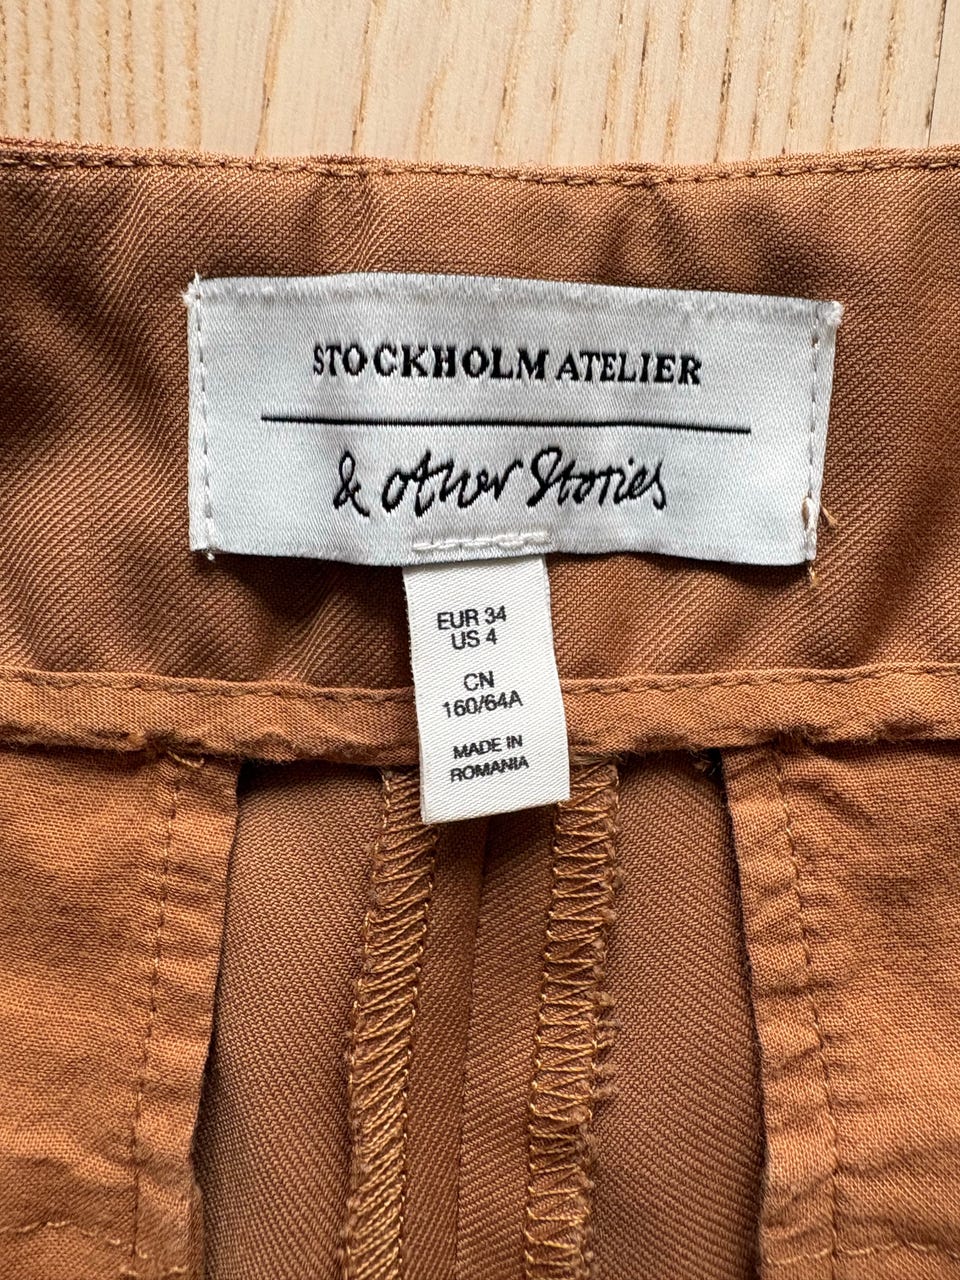 STOCKHOLM ATELIER
& other Stories
EUR 34
US 4
CN
160/64A
MADE IN
ROMANIA